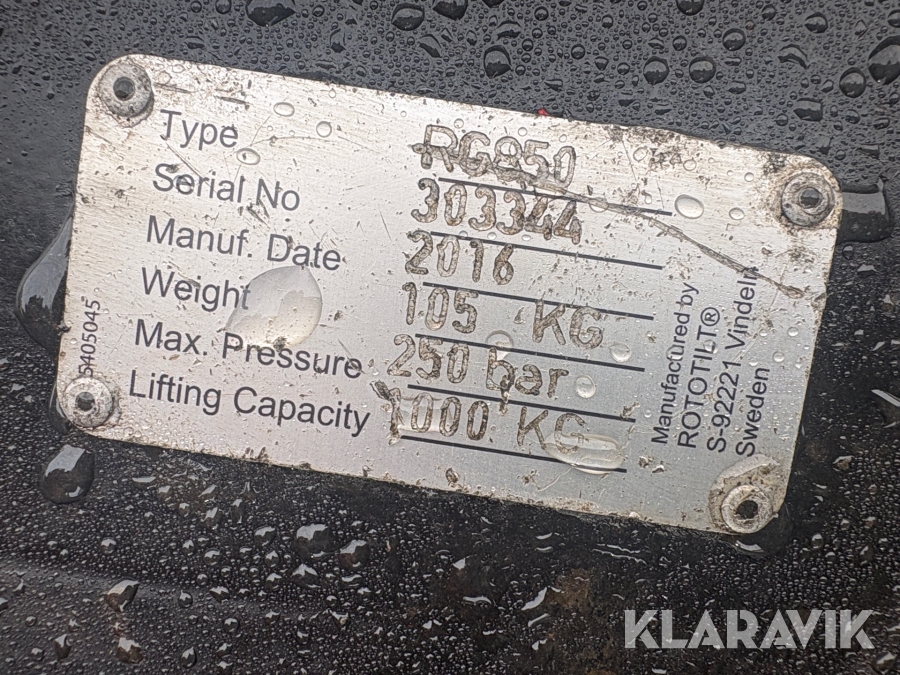 Type RG850
Serial No 303344
Manuf. Date 2016
Weight 105 KG
Max. Pressure 250 bar
Lifting Capacity 1000 KG
5405045
Manufactured by
ROTOTILT®
S-92221 Vindeln
Sweden
KLARAVIK